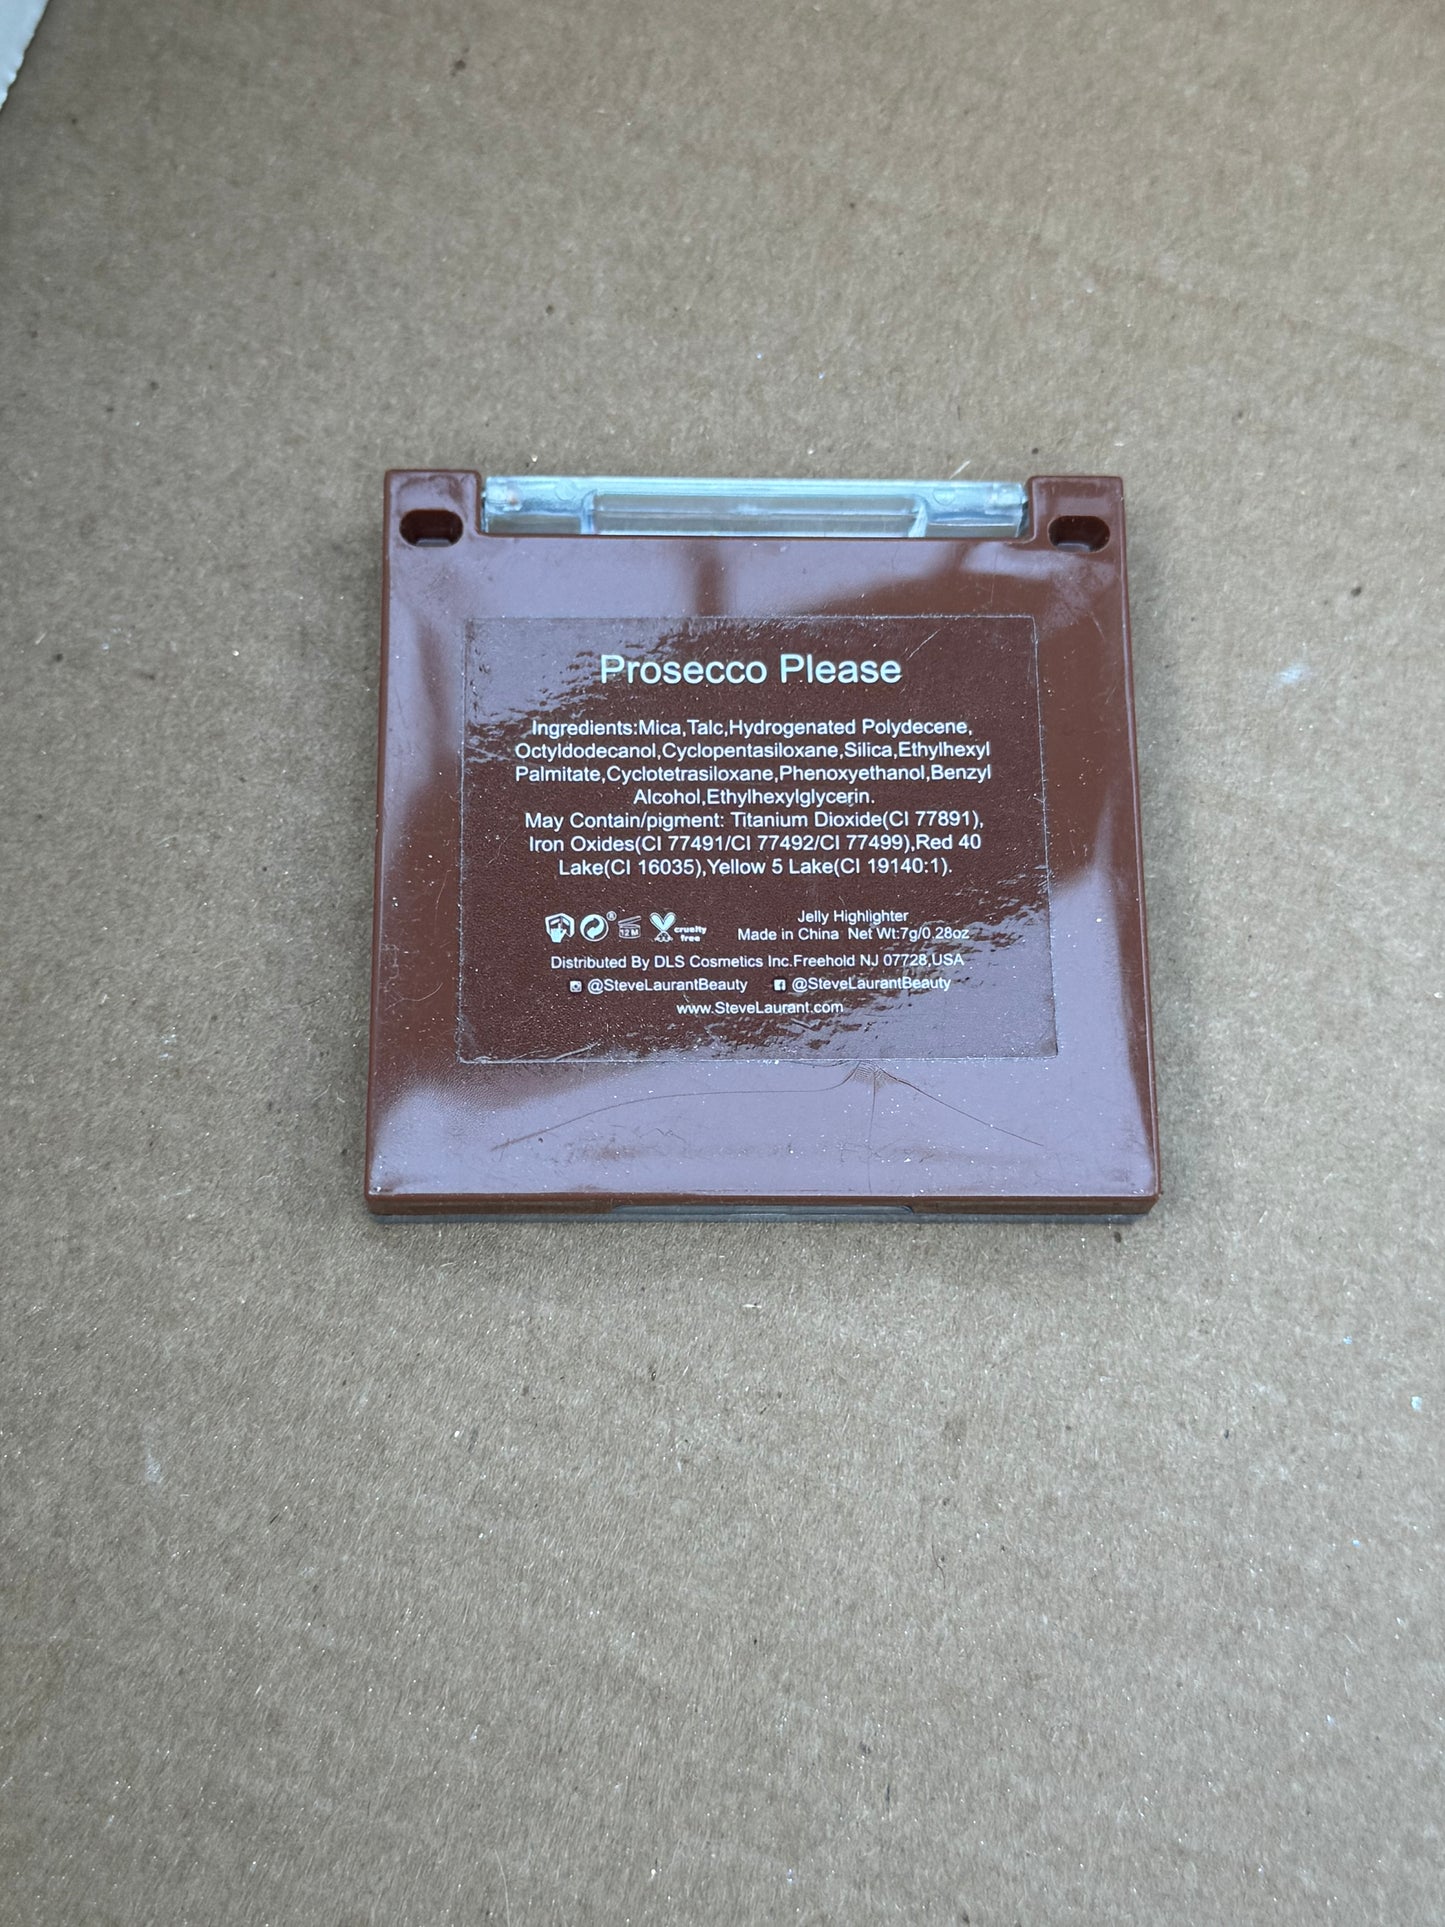 Prosecco Please
Ingredients:Mica,Talc,Hydrogenated Polydecene,
Octyldodecanol,Cyclopentasiloxane,Silica,Ethylhexyl
Palmitate,Cyclotetrasiloxane,Phenoxyethanol,Benzyl
Alcohol,Ethylhexylglycerin.
May Contain/pigment: Titanium Dioxide(CI 77891),
Iron Oxides(CI 77491/CI 77492/CI 77499),Red 40
Lake(CI 16035),Yellow 5 Lake(CI 19140:1).
® 12 M cruelty free
Jelly Highlighter
Made in China Net Wt:7g/0.28oz
Distributed By DLS Cosmetics Inc.Freehold NJ 07728,USA
@SteveLaurantBeauty @SteveLaurantBeauty
www.SteveLaurant.com